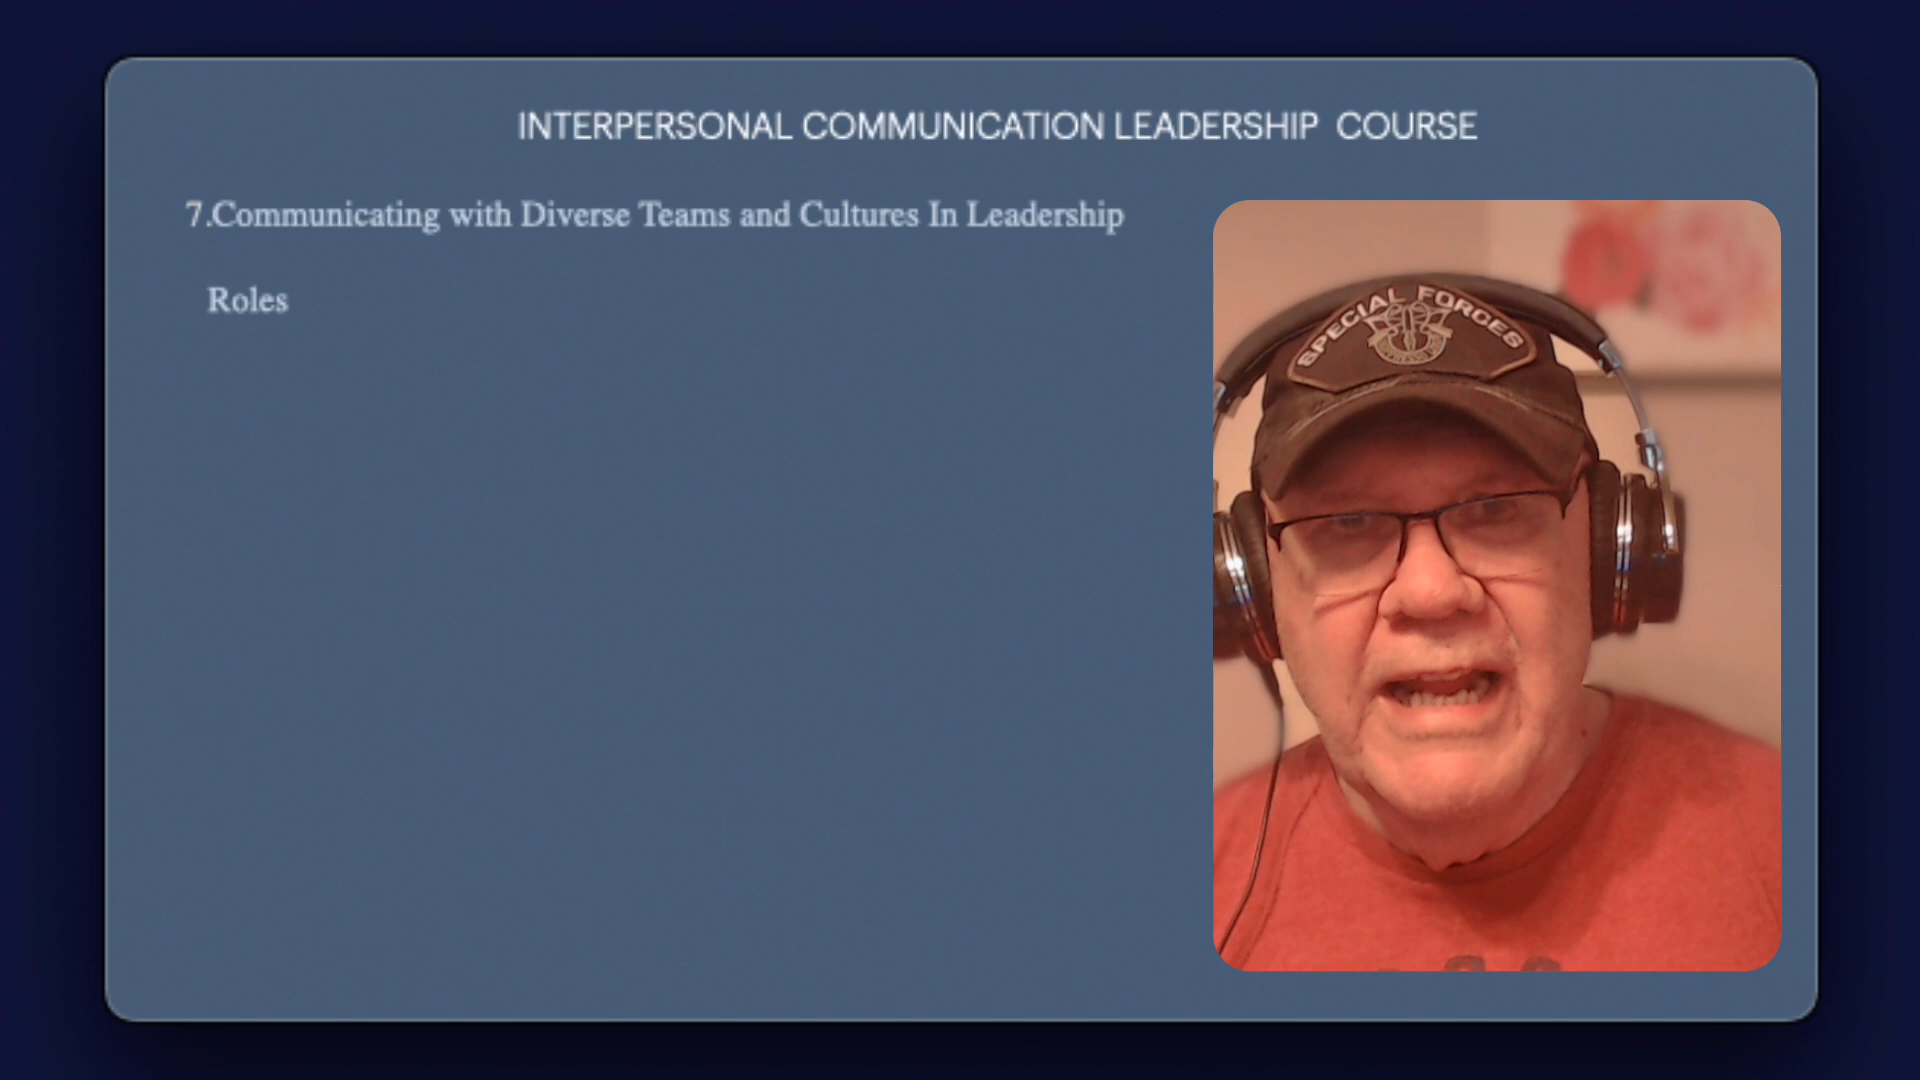 INTERPERSONAL COMMUNICATION LEADERSHIP COURSE
7.Communicating with Diverse Teams and Cultures In Leadership
Roles
SPECIAL FORCES